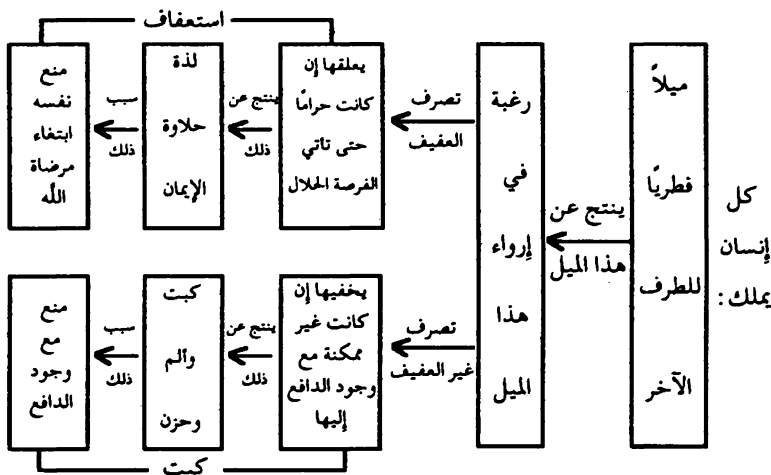 كل
إنسان
يملك:
ميلاً
فطريًا
للطرف
الآخر
ينتج عن
هذا الميل
رغبة
في
إرواء
هذا
الميل
استعفاف
تصرف
العفيف
يعلقها إن
كانت حرامًا
حتى تأتي
الفرصة الحلال
ينتج عن
ذلك
لذة
حلاوة
الإيمان
سبب
ذلك
منع
نفسه
ابتغاء
مرضاة
الله
تصرف
غير العفيف
يخفيها إن
كانت غير
ممكنة مع
وجود الدافع
إليها
ينتج عن
ذلك
كبت
وألم
وحزن
سبب
ذلك
منع
مع
وجود
الدافع
كبت